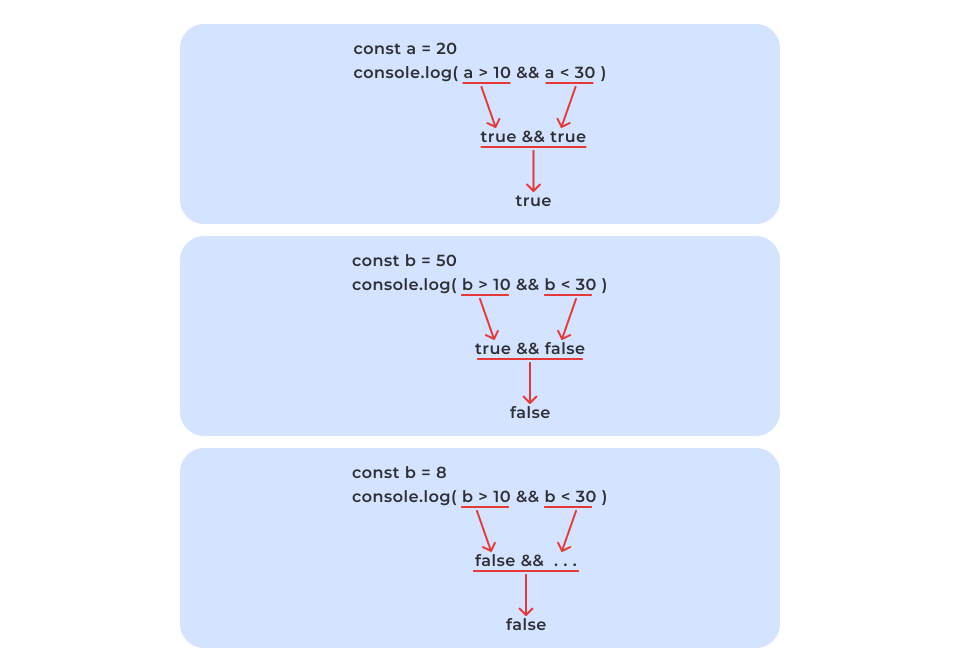 const a = 20
console.log( a > 10 && a < 30 )
true && true
true
const b = 50
console.log( b > 10 && b < 30 )
true && false
false
const b = 8
console.log( b > 10 && b < 30 )
false && . . .
false